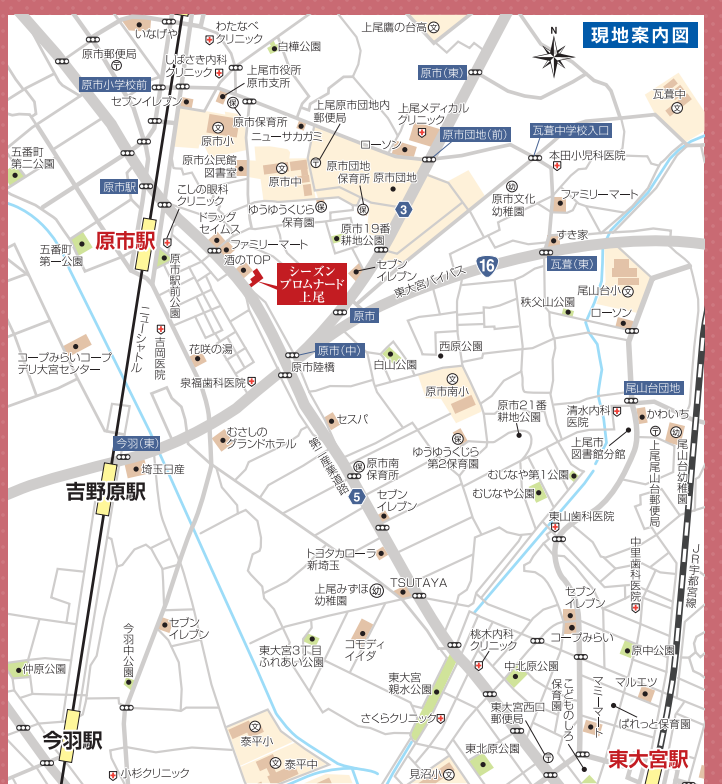 現地案内図
N
いなげや
わたなべ
クリニック
上尾鷹の台高
白樺公園
原市郵便局
しばさき内科
クリニック
原市(東)
上尾市役所
原市支所
原市小学校前
セブンイレブン
原市保育所
上尾原市団地内
郵便局
上尾メディカル
クリニック
瓦葺中
原市小
ニューサカガミ
ローソン
原市団地(前)
瓦葺中学校入口
五番町
第二公園
原市公民館
図書室
原市中
原市団地
保育所
原市団地
本田小児科医院
原市駅
こしの眼科
クリニック
ゆうゆうくじら
保育園
原市文化
幼稚園
ファミリーマート
3
ドラッグ
セイムス
原市19番
耕地公園
原市駅
ファミリーマート
すき家
五番町
第一公園
原市駅前公園
酒のTOP
セブン
イレブン
16
瓦葺(東)
シーズン
プロムナード
上尾
東大宮バイパス
尾山台小
秩父山公園
ローソン
原市
ニューシャトル
吉岡医院
コープみらいコープ
デリ大宮センター
花咲の湯
原市(中)
原市陸橋
西原公園
白山公園
泉福歯科医院
原市南小
尾山台団地
原市21番
耕地公園
清水内科
医院
かわいち
セスパ
むさしの
グランドホテル
今羽(東)
第二産業道路
ゆうゆうくじら
第2保育園
上尾市
図書館分館
上尾尾山台郵便局
尾山台幼稚園
埼玉日産
原市南
保育所
むじなや第1公園
吉野原駅
5
セブン
イレブン
むじなや公園
東山歯科医院
トヨタカローラ
新埼玉
中里歯科医院
JR宇都宮線
上尾みずほ
幼稚園
TSUTAYA
セブン
イレブン
セブン
イレブン
今羽中公園
東大宮3丁目
ふれあい公園
コモディ
イイダ
桃木内科
クリニック
コープみらい
原中公園
仲原公園
東大宮
親水公園
中北原公園
こどものしろ
保育園
マミーマート
マルエツ
さくらクリニック
東大宮西口
郵便局
ぱれっと保育園
今羽駅
泰平小
東北原公園
東大宮駅
小杉クリニック
泰平中
見沼小